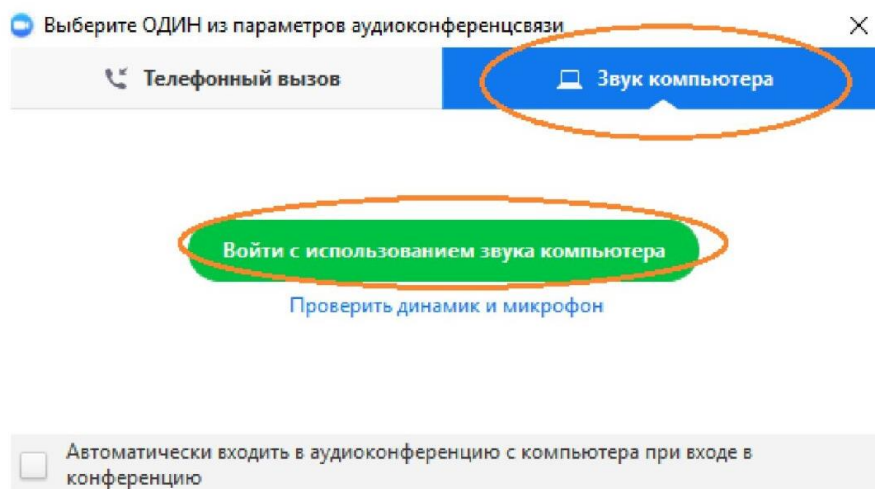 Выберите ОДИН из параметров аудиоконференцсвязи
Телефонный вызов
Звук компьютера
Войти с использованием звука компьютера
Проверить динамик и микрофон
Автоматически входить в аудиоконференцию с компьютера при входе в
конференцию